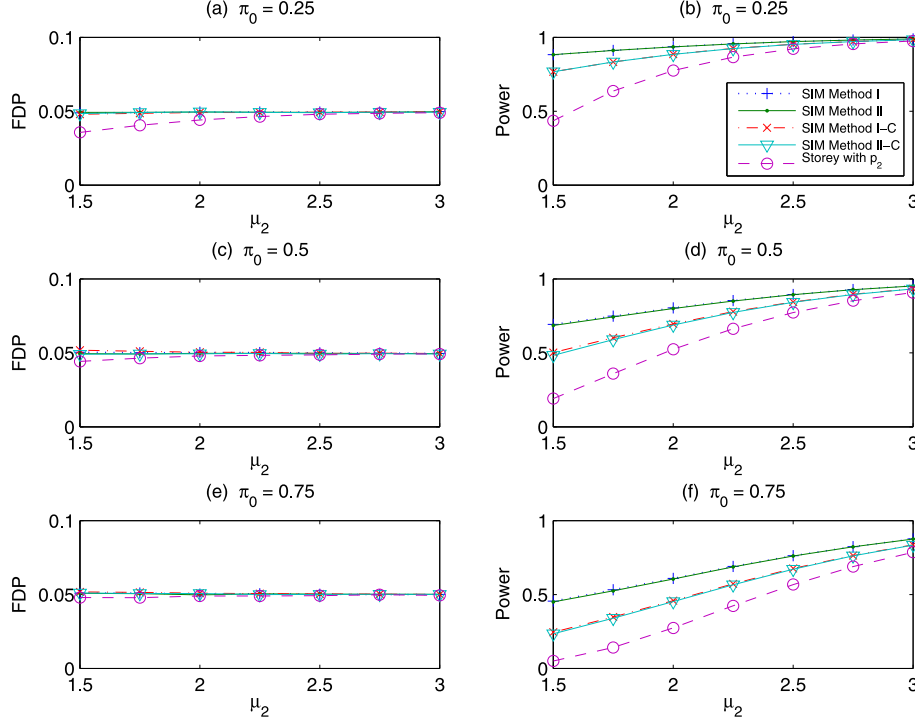 (a) π₀ = 0.25
0.1
0.05
0
FDP
1.5 2 2.5 3
μ₂
(b) π₀ = 0.25
1
0.5
0
Power
1.5 2 2.5 3
μ₂
SIM Method I
SIM Method II
SIM Method I−C
SIM Method II−C
Storey with p₂
(c) π₀ = 0.5
0.1
0.05
0
FDP
1.5 2 2.5 3
μ₂
(d) π₀ = 0.5
1
0.5
0
Power
1.5 2 2.5 3
μ₂
(e) π₀ = 0.75
0.1
0.05
0
FDP
1.5 2 2.5 3
μ₂
(f) π₀ = 0.75
1
0.5
0
Power
1.5 2 2.5 3
μ₂